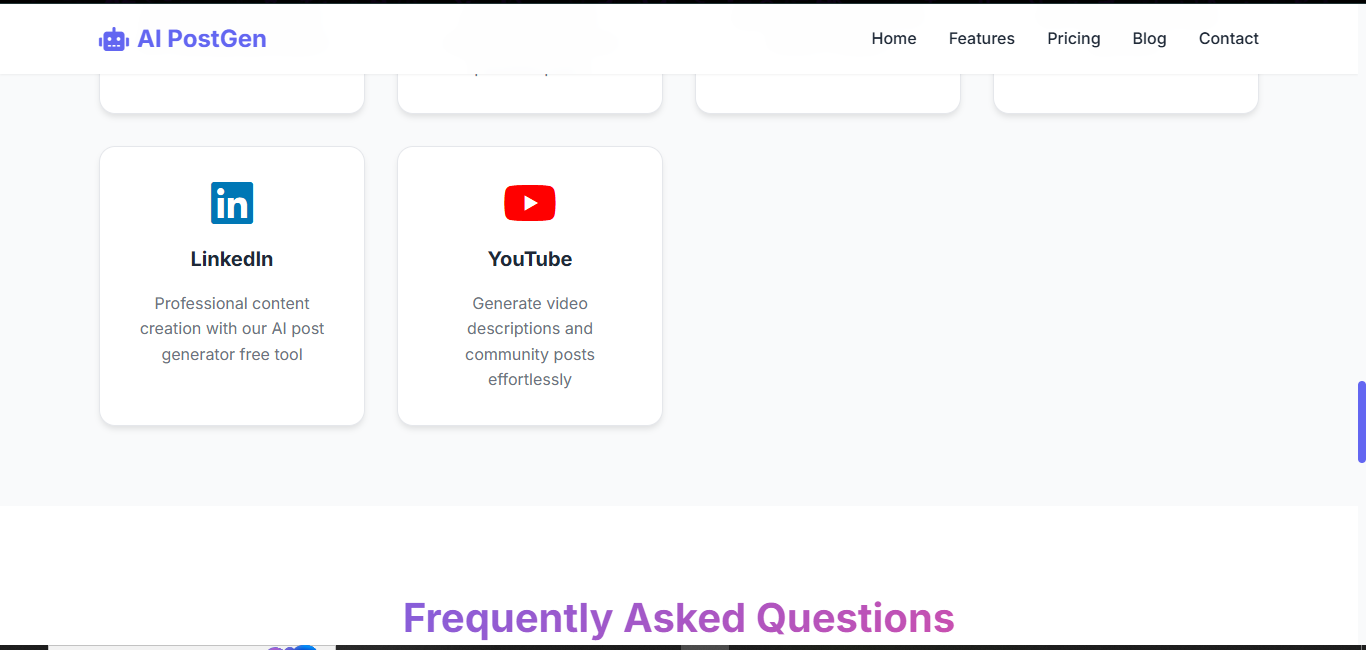 AI PostGen
Home
Features
Pricing
Blog
Contact
LinkedIn
Professional content
creation with our AI post
generator free tool
YouTube
Generate video
descriptions and
community posts
effortlessly
Frequently Asked Questions